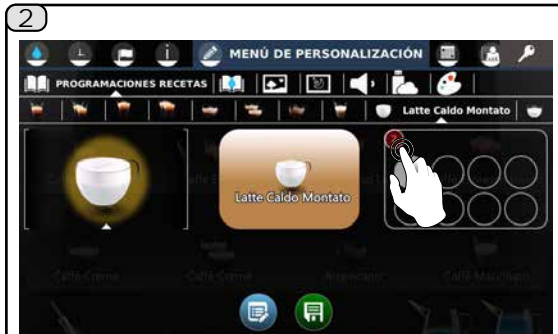 2
MENÚ DE PERSONALIZACIÓN
PROGRAMACIONES RECETAS
Latte Caldo Montato
Latte Caldo Montato
2
Caffè Creme
Caffè Creme
Americano
Caffè Macchiato